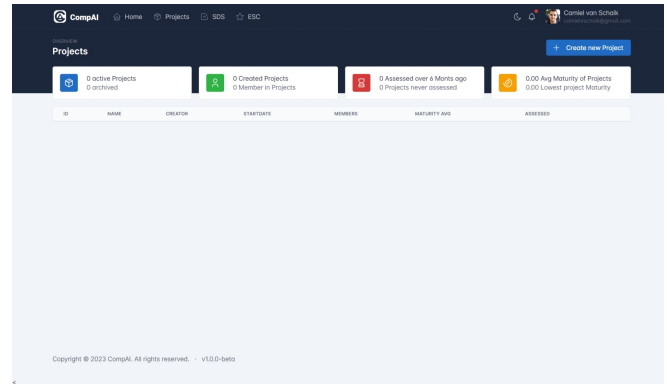 CompAI Home Projects SDS ESC
Camiel van Schaik
camielvschaik@gmail.com
OVERVIEW
Projects
+ Create new Project
0 active Projects
0 archived
0 Created Projects
0 Member in Projects
0 Assessed over 6 Monts ago
0 Projects never assessed
0.00 Avg Maturity of Projects
0.00 Lowest project Maturity
ID NAME CREATOR STARTDATE MEMBERS MATURITY AVG ASSESSED
Copyright © 2023 CompAI. All rights reserved. · v1.0.0-beta
<